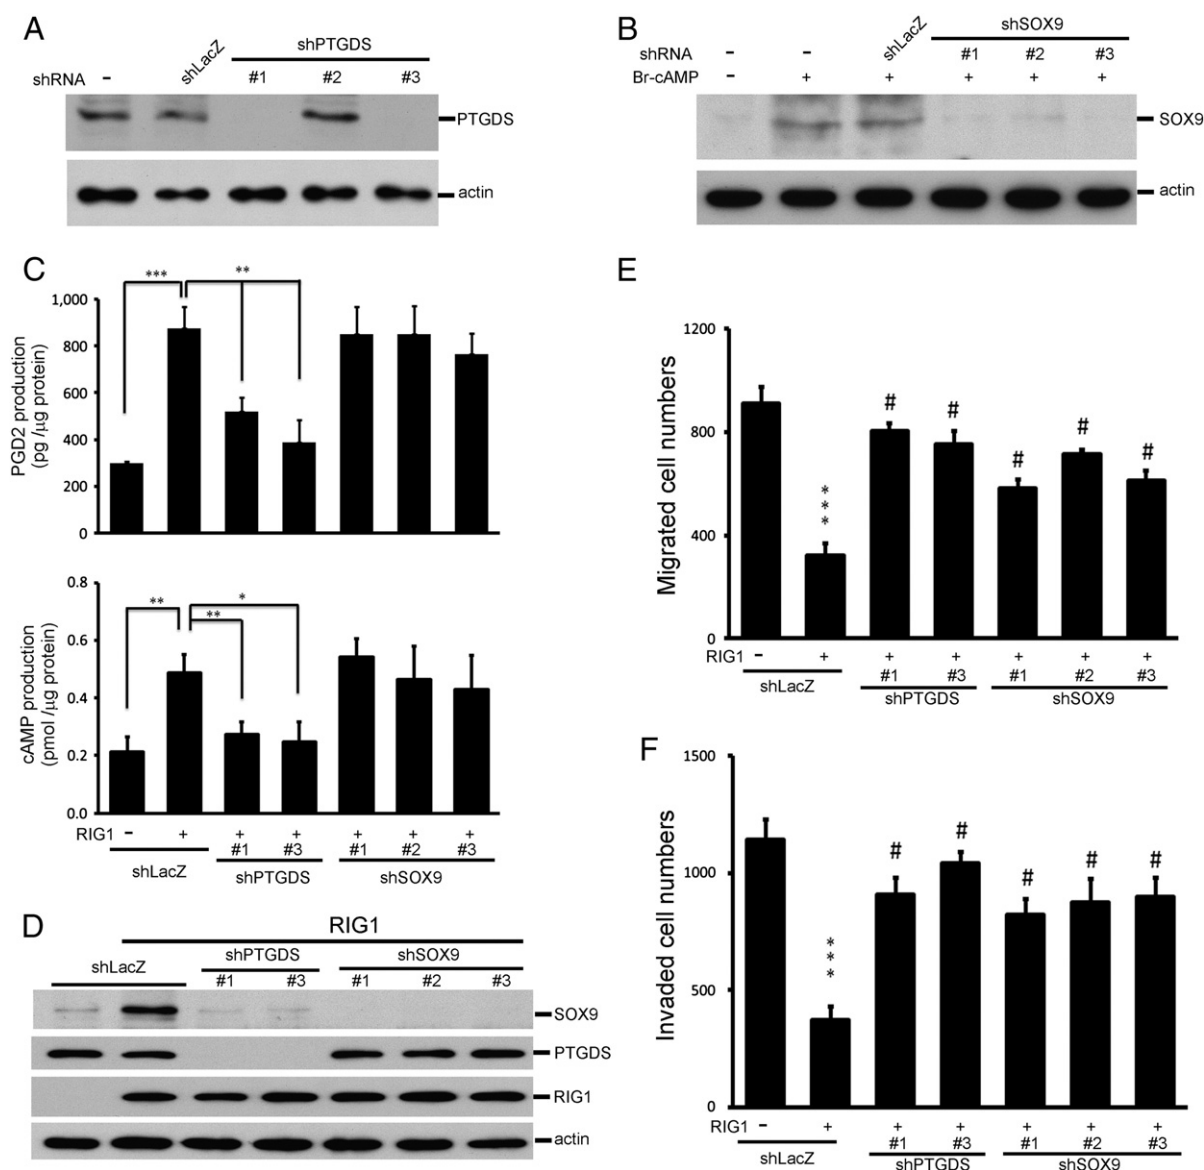 A
shPTGDS
shRNA - shLacZ #1 #2 #3
PTGDS
actin
B
shSOX9
shRNA - - shLacZ #1 #2 #3
Br-cAMP - + + + + +
SOX9
actin
C
*** **
1,000
800
600
400
200
0
PGD2 production
(pg /μg protein)
** ** *
0.8
0.6
0.4
0.2
0.0
cAMP production
(pmol /μg protein)
RIG1 - + + + + + +
#1 #3 #1 #2 #3
shLacZ shPTGDS shSOX9
D
RIG1
shLacZ shPTGDS shSOX9
#1 #3 #1 #2 #3
SOX9
PTGDS
RIG1
actin
E
1200
800
400
0
Migrated cell numbers
*** # # # # #
RIG1 - + + + + + +
#1 #3 #1 #2 #3
shLacZ shPTGDS shSOX9
F
1500
1000
500
0
Invaded cell numbers
*** # # # # #
RIG1 - + + + + + +
#1 #3 #1 #2 #3
shLacZ shPTGDS shSOX9